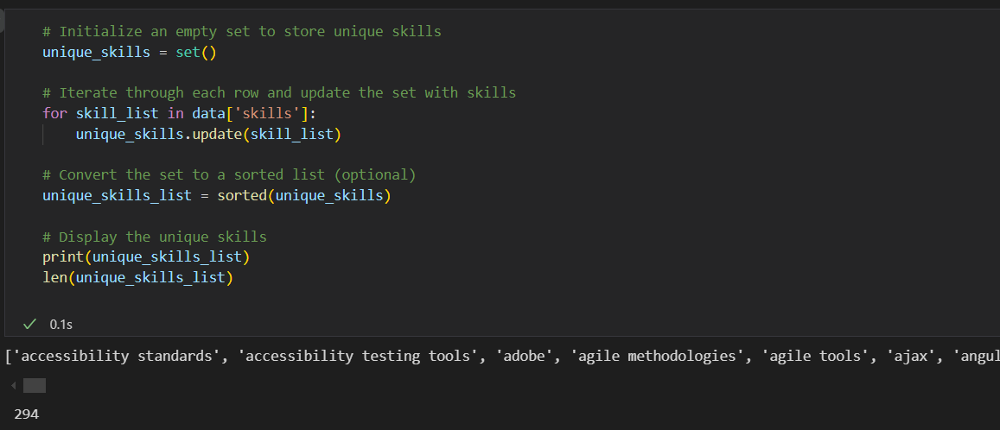 # Initialize an empty set to store unique skills
unique_skills = set()
# Iterate through each row and update the set with skills
for skill_list in data['skills']:
unique_skills.update(skill_list)
# Convert the set to a sorted list (optional)
unique_skills_list = sorted(unique_skills)
# Display the unique skills
print(unique_skills_list)
len(unique_skills_list)
0.1s
['accessibility standards', 'accessibility testing tools', 'adobe', 'agile methodologies', 'agile tools', 'ajax', 'angul
294